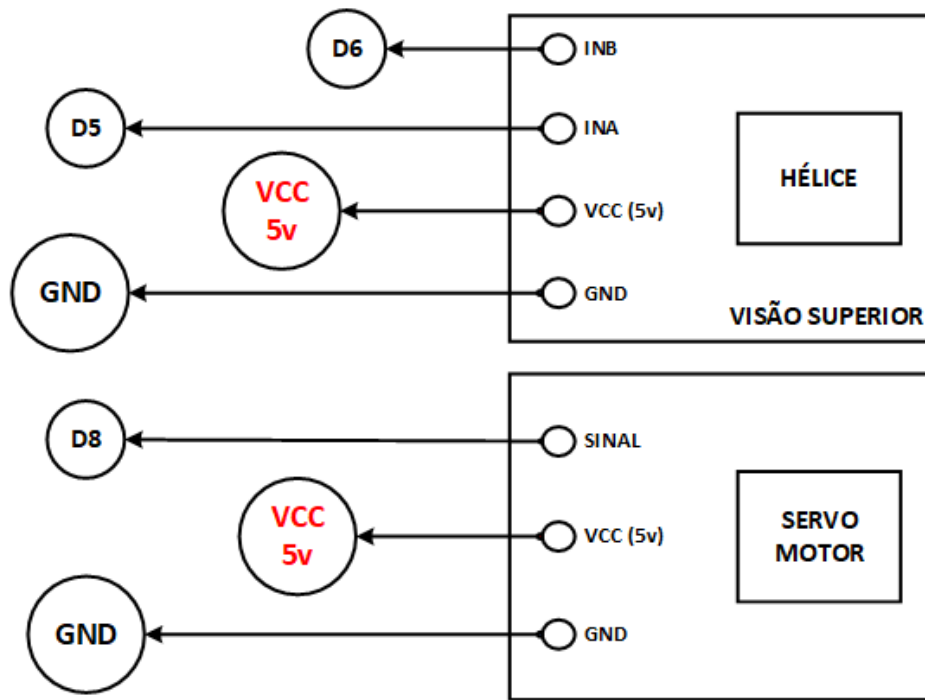 D6
INB
D5
INA
HÉLICE
VCC
5v
VCC (5v)
GND
GND
VISÃO SUPERIOR
D8
SINAL
VCC
5v
VCC (5v)
SERVO
MOTOR
GND
GND